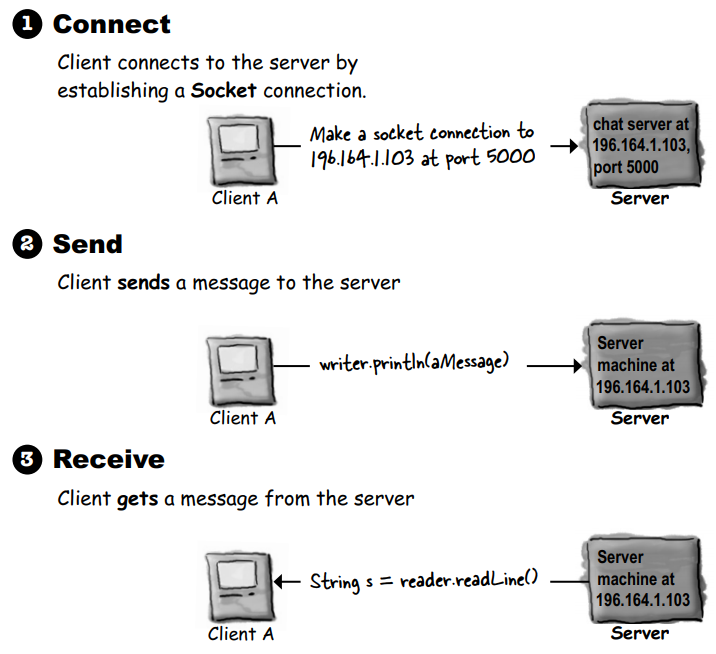 1 Connect
Client connects to the server by
establishing a Socket connection.
Make a socket connection to
196.164.1.103 at port 5000
chat server at
196.164.1.103,
port 5000
Client A
Server
2 Send
Client sends a message to the server
writer.println(aMessage)
Server
machine at
196.164.1.103
Client A
Server
3 Receive
Client gets a message from the server
String s = reader.readLine()
Server
machine at
196.164.1.103
Client A
Server